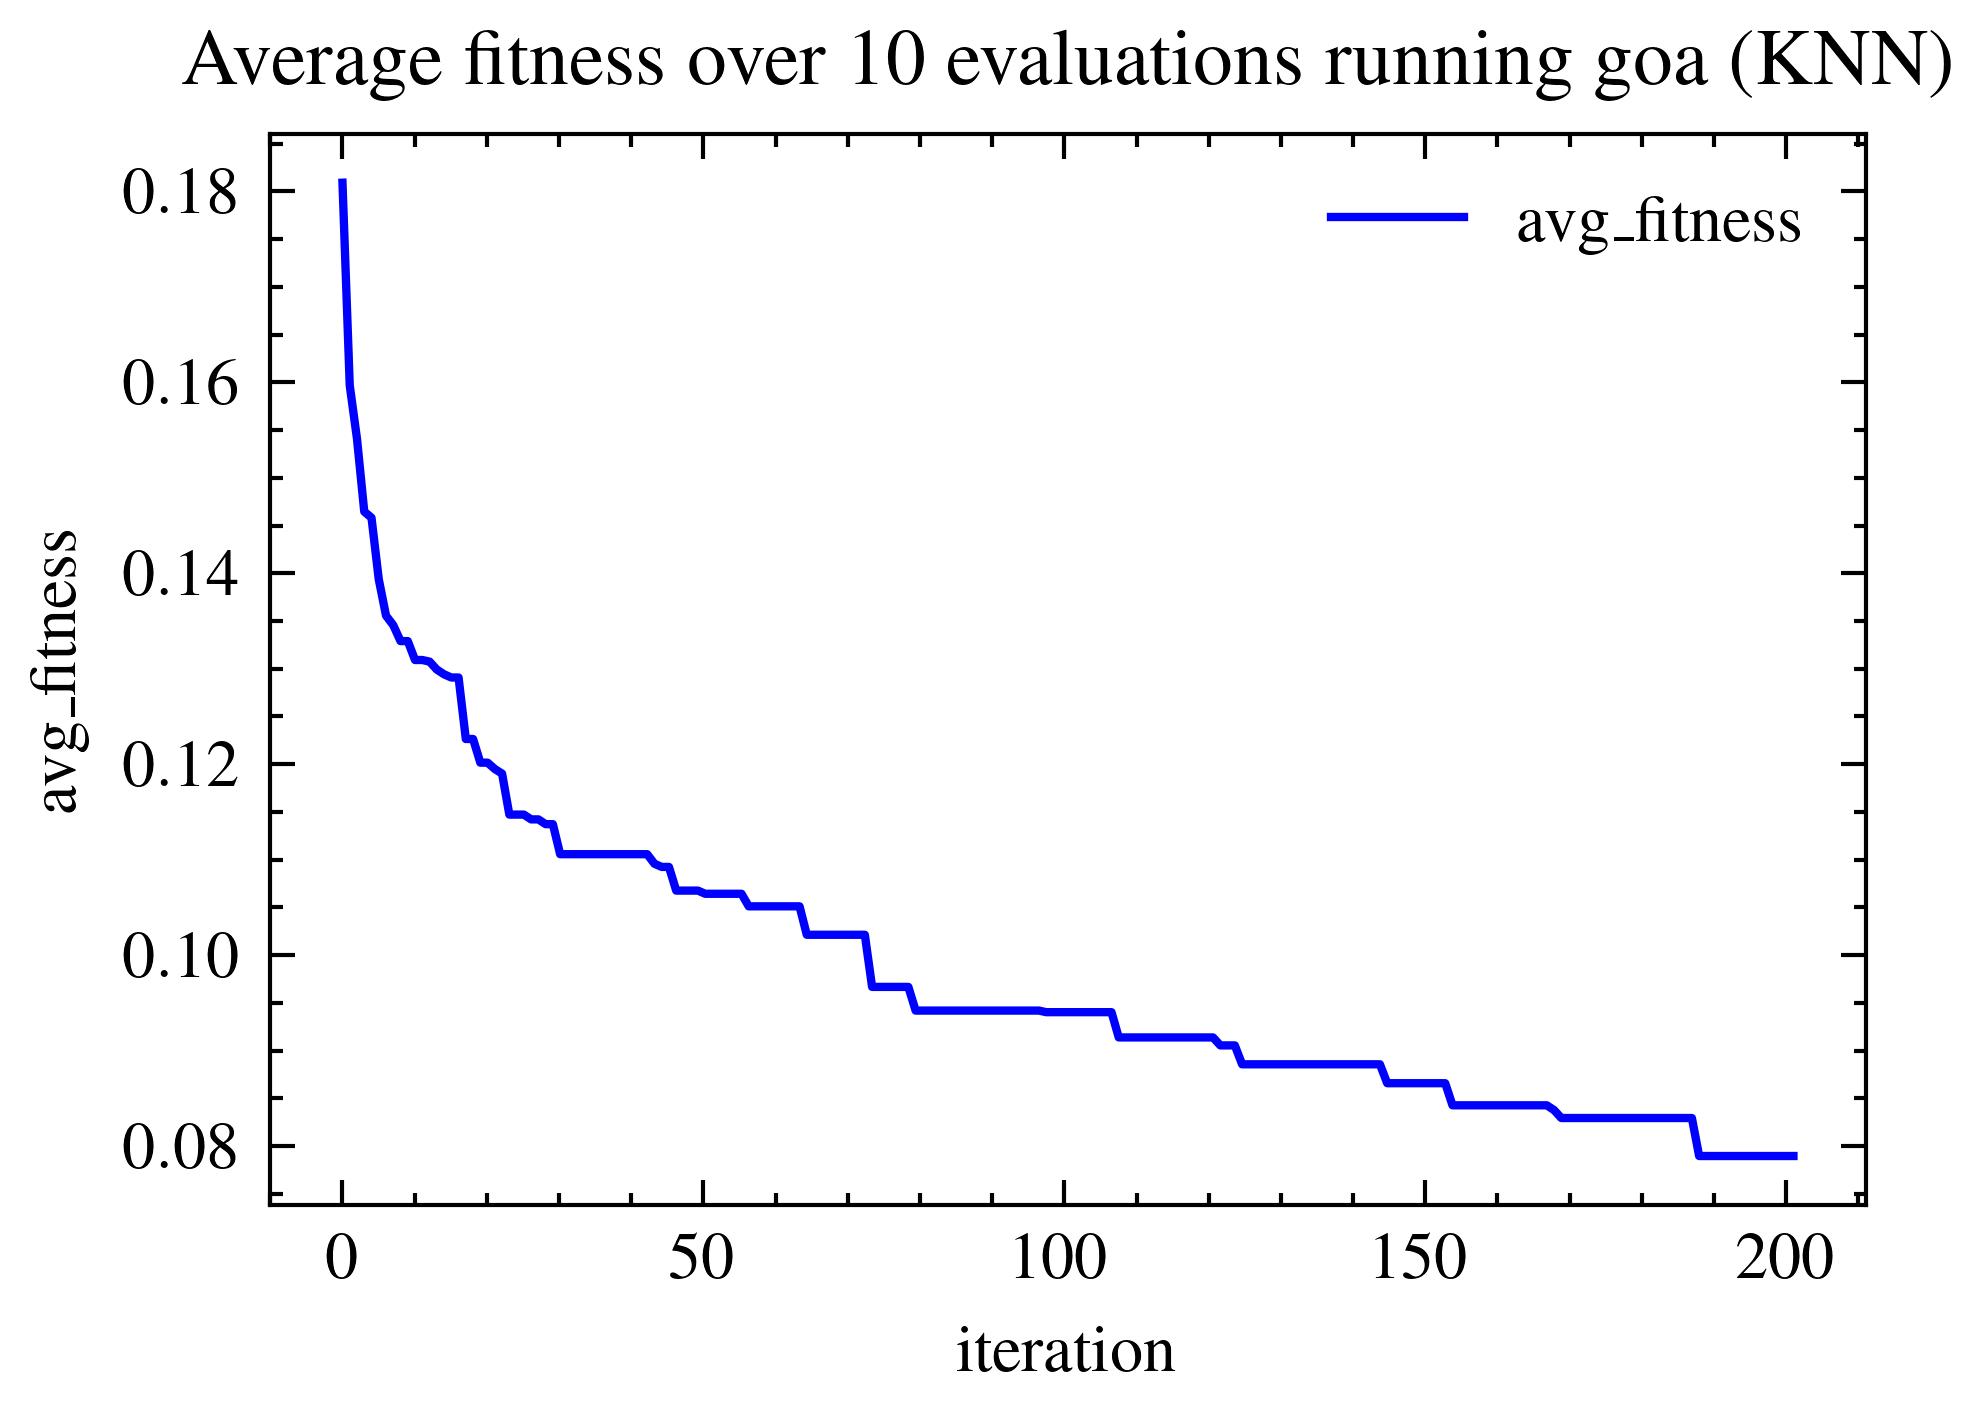 Average fitness over 10 evaluations running goa (KNN)
avg_fitness
0.18
0.16
0.14
0.12
0.10
0.08
avg_fitness
0 50 100 150 200
iteration